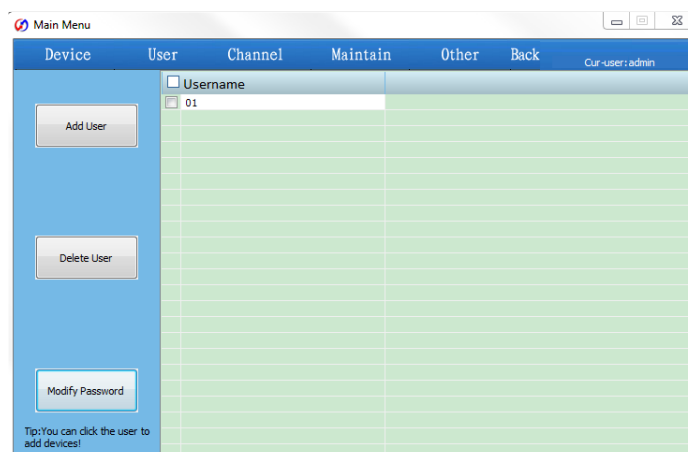 Main Menu
Device User Channel Maintain Other Back Cur-user: admin
Username
01
Add User
Delete User
Modify Password
Tip:You can click the user to
add devices!